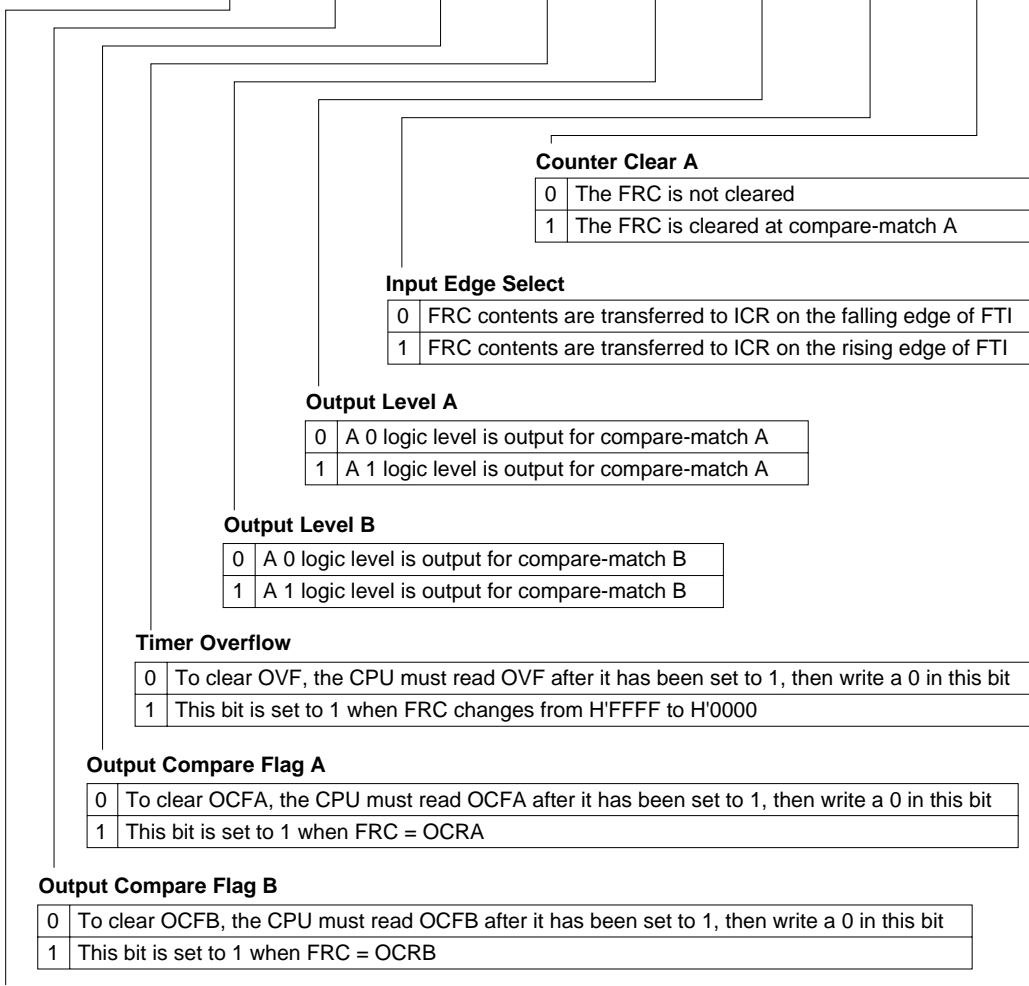 Counter Clear A
0 The FRC is not cleared
1 The FRC is cleared at compare-match A
Input Edge Select
0 FRC contents are transferred to ICR on the falling edge of FTI
1 FRC contents are transferred to ICR on the rising edge of FTI
Output Level A
0 A 0 logic level is output for compare-match A
1 A 1 logic level is output for compare-match A
Output Level B
0 A 0 logic level is output for compare-match B
1 A 1 logic level is output for compare-match B
Timer Overflow
0 To clear OVF, the CPU must read OVF after it has been set to 1, then write a 0 in this bit
1 This bit is set to 1 when FRC changes from H'FFFF to H'0000
Output Compare Flag A
0 To clear OCFA, the CPU must read OCFA after it has been set to 1, then write a 0 in this bit
1 This bit is set to 1 when FRC = OCRA
Output Compare Flag B
0 To clear OCFB, the CPU must read OCFB after it has been set to 1, then write a 0 in this bit
1 This bit is set to 1 when FRC = OCRB